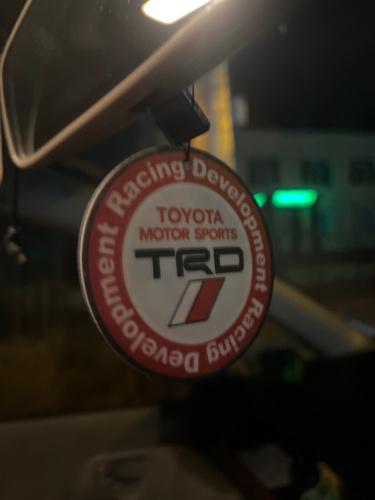 Racing Development Racing Development
TOYOTA
MOTOR SPORTS
TRD